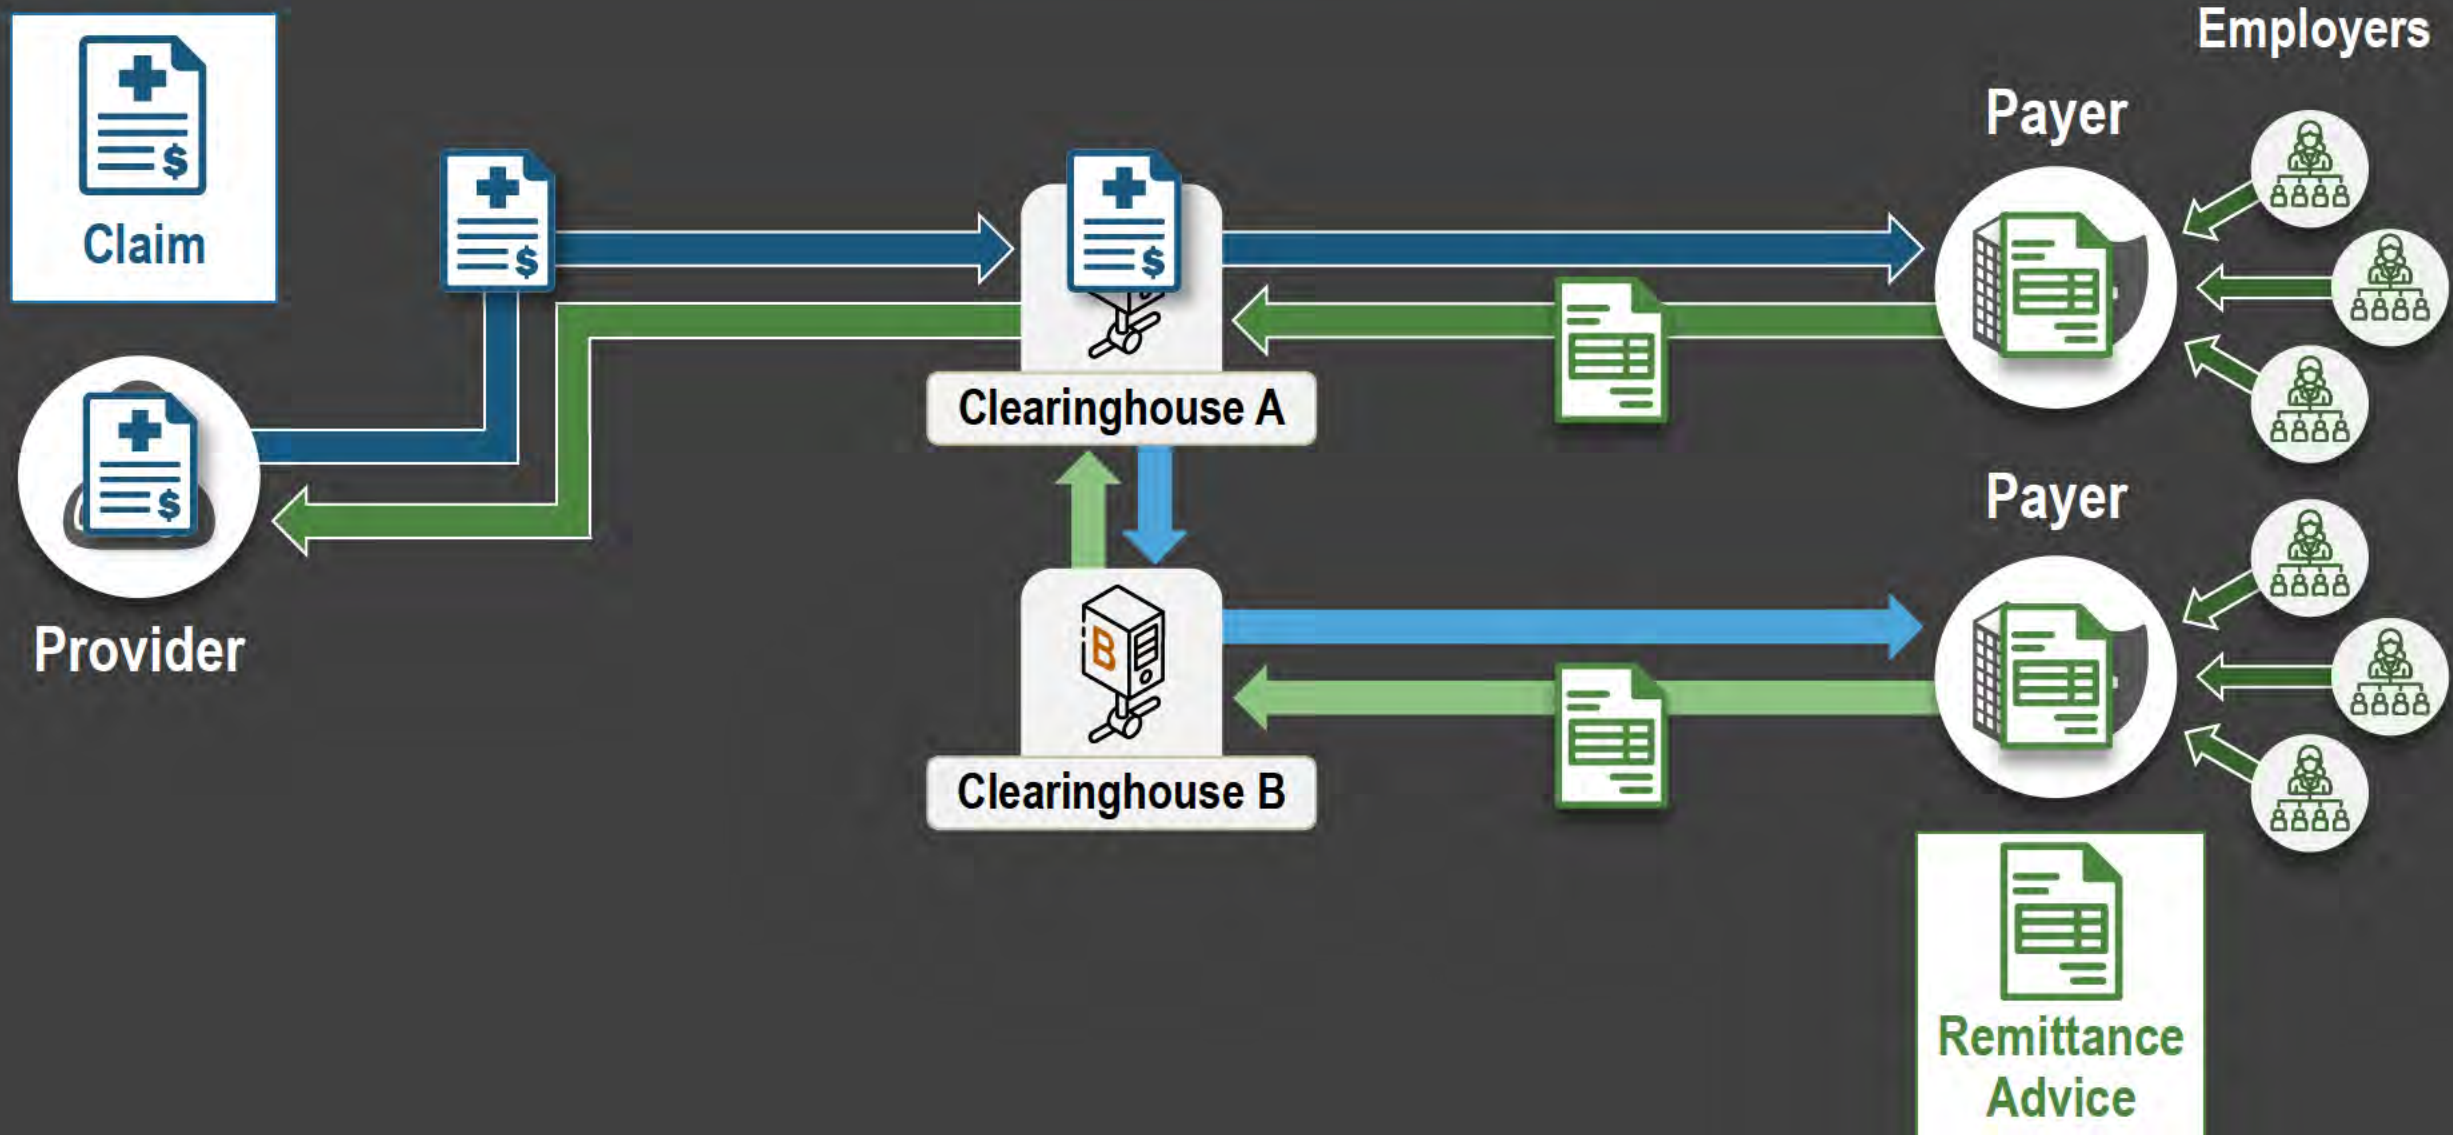 Employers
Payer
Claim
Clearinghouse A
Payer
Provider
B
Clearinghouse B
Remittance
Advice